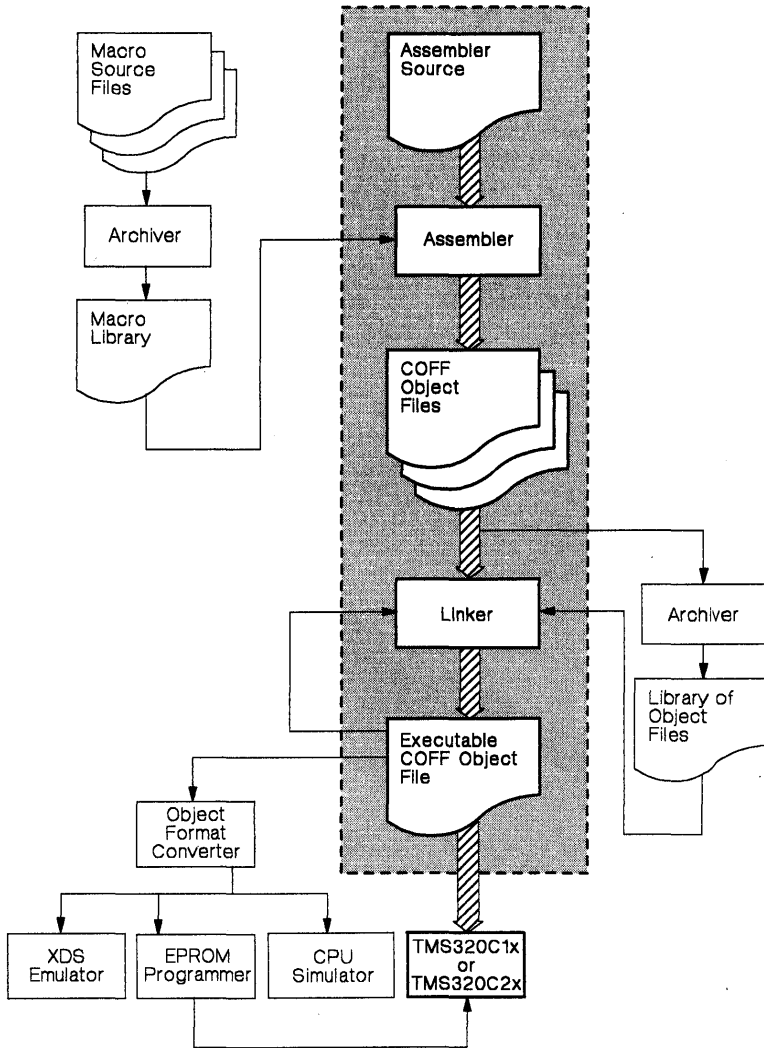 Macro
Source
Files
Assembler
Source
Archiver
Assembler
Macro
Library
COFF
Object
Files
Linker
Archiver
Library of
Object
Files
Executable
COFF Object
File
Object
Format
Converter
XDS
Emulator
EPROM
Programmer
CPU
Simulator
TMS320C1x
or
TMS320C2x